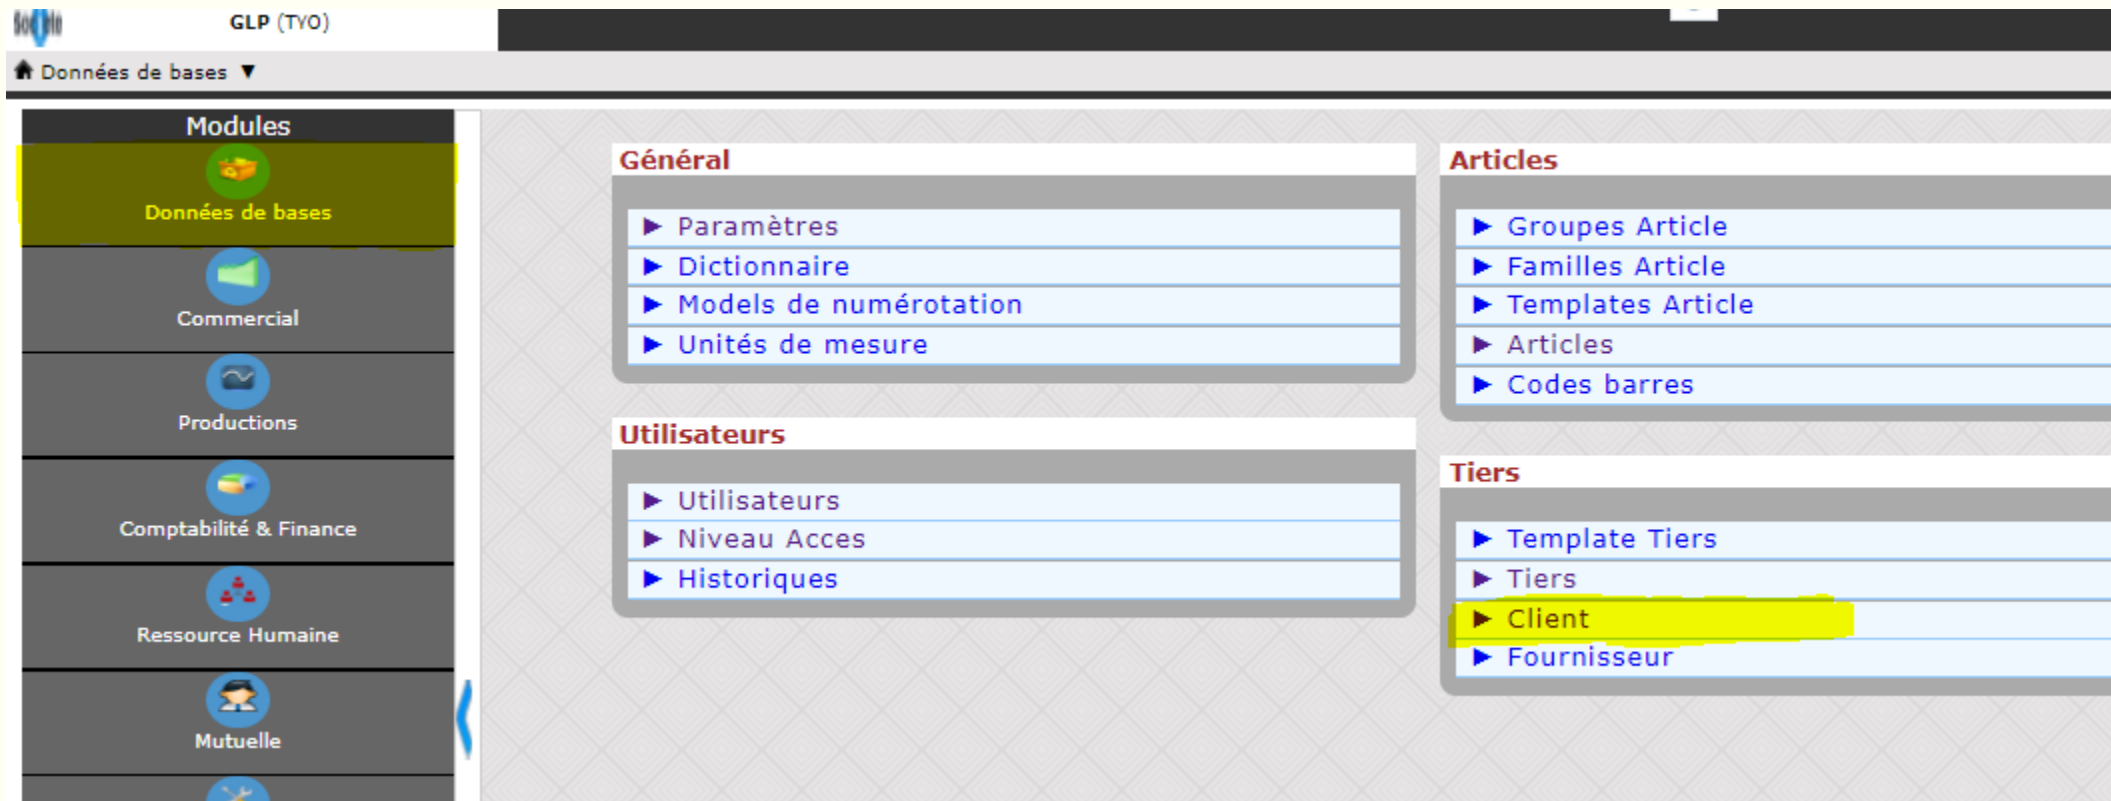 GLP (TYO)
Données de bases ▼
Modules
Données de bases
Commercial
Productions
Comptabilité & Finance
Ressource Humaine
Mutuelle
Général
► Paramètres
► Dictionnaire
► Models de numérotation
► Unités de mesure
Utilisateurs
► Utilisateurs
► Niveau Acces
► Historiques
Articles
► Groupes Article
► Familles Article
► Templates Article
► Articles
► Codes barres
Tiers
► Template Tiers
► Tiers
► Client
► Fournisseur